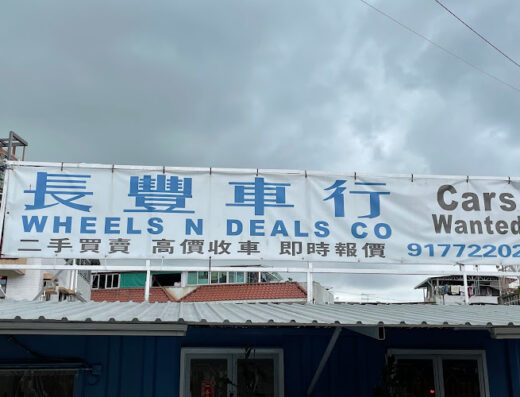 長豐車行
WHEELS N DEALS CO
二手買賣 高價收車 即時報價
Cars
Wanted
9177220